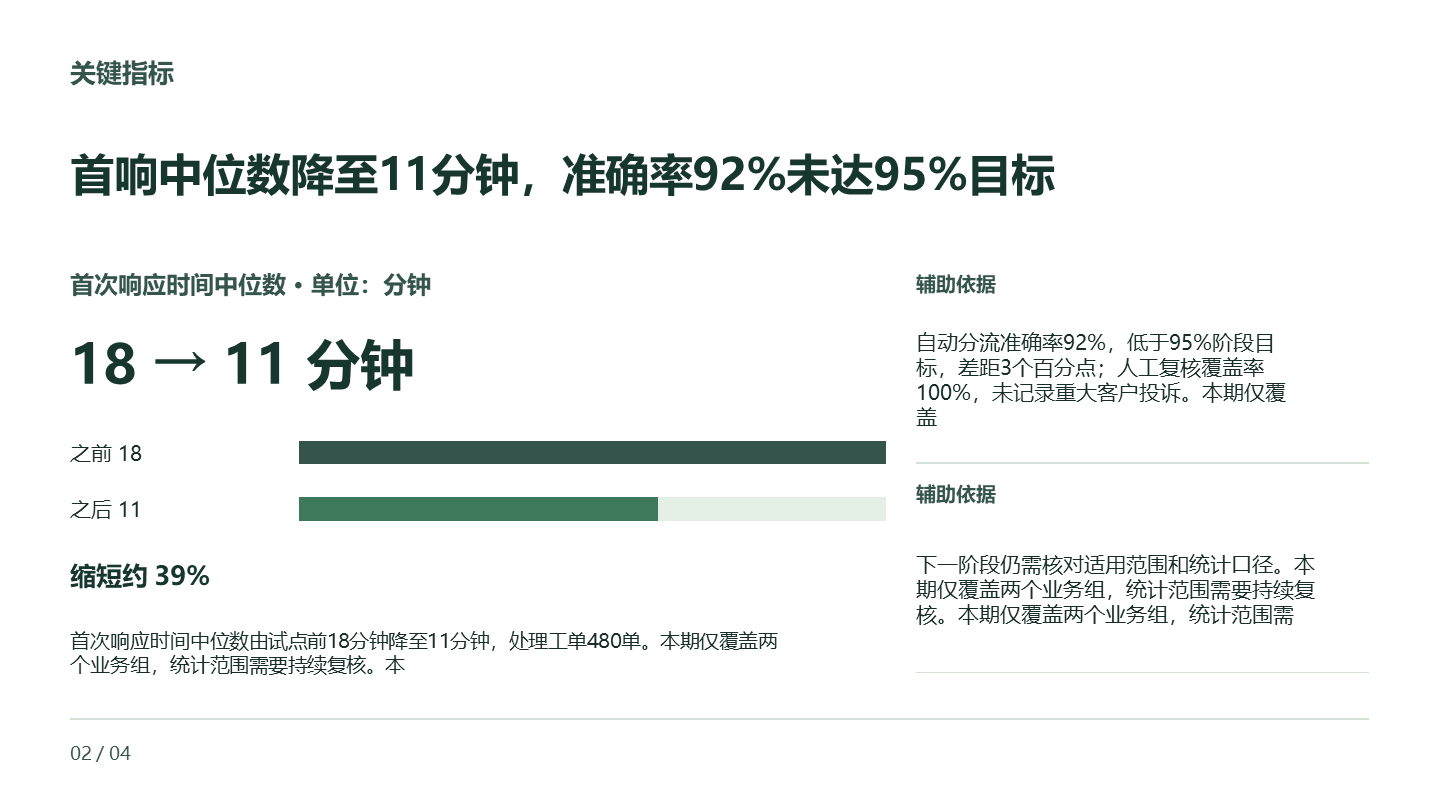 关键指标
首响中位数降至11分钟，准确率92%未达95%目标
首次响应时间中位数 • 单位：分钟
18 → 11 分钟
之前 18
之后 11
缩短约 39%
首次响应时间中位数由试点前18分钟降至11分钟，处理工单480单。本期仅覆盖两
个业务组，统计范围需要持续复核。本
辅助依据
自动分流准确率92%，低于95%阶段目
标，差距3个百分点；人工复核覆盖率
100%，未记录重大客户投诉。本期仅覆
盖
辅助依据
下一阶段仍需核对适用范围和统计口径。本
期仅覆盖两个业务组，统计范围需要持续复
核。本期仅覆盖两个业务组，统计范围需
02 / 04